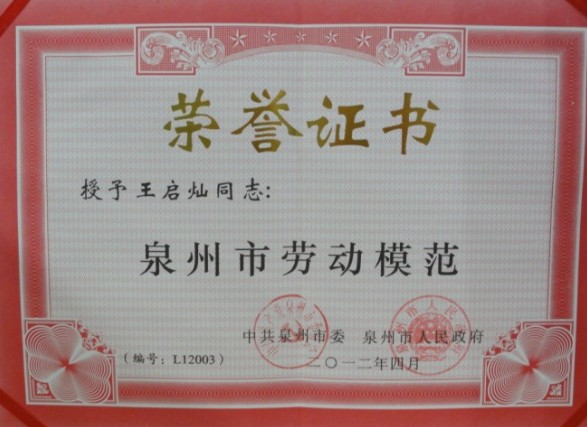 荣誉证书
授予王启灿同志:
泉州市劳动模范
中共泉州市委 泉州市人民政府
(编号: L12003) 二〇一二年四月